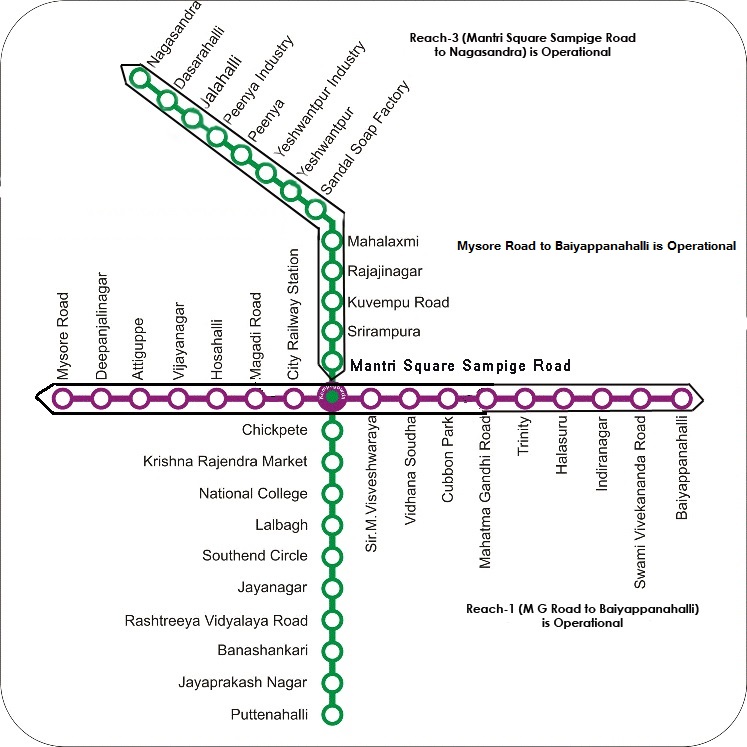 Reach-3 (Mantri Square Sampige Road
to Nagasandra) is Operational
Nagasandra
Dasarahalli
Jalahalli
Peenya Industry
Peenya
Yeshwantpur Industry
Yeshwantpur
Sandal Soap Factory
Mahalaxmi
Mysore Road to Baiyappanahalli is Operational
Rajajinagar
Kuvempu Road
Srirampura
Mantri Square Sampige Road
Mysore Road
Deepanjalinagar
Attiguppe
Vijayanagar
Hosahalli
Magadi Road
City Railway Station
Sir.M.Visveshwaraya
Vidhana Soudha
Cubbon Park
Mahatma Gandhi Road
Trinity
Halasuru
Indiranagar
Swami Vivekananda Road
Baiyappanahalli
Chickpete
Krishna Rajendra Market
National College
Lalbagh
Southend Circle
Jayanagar
Rashtreeya Vidyalaya Road
Banashankari
Jayaprakash Nagar
Puttenahalli
Reach-1 (M G Road to Baiyappanahalli)
is Operational